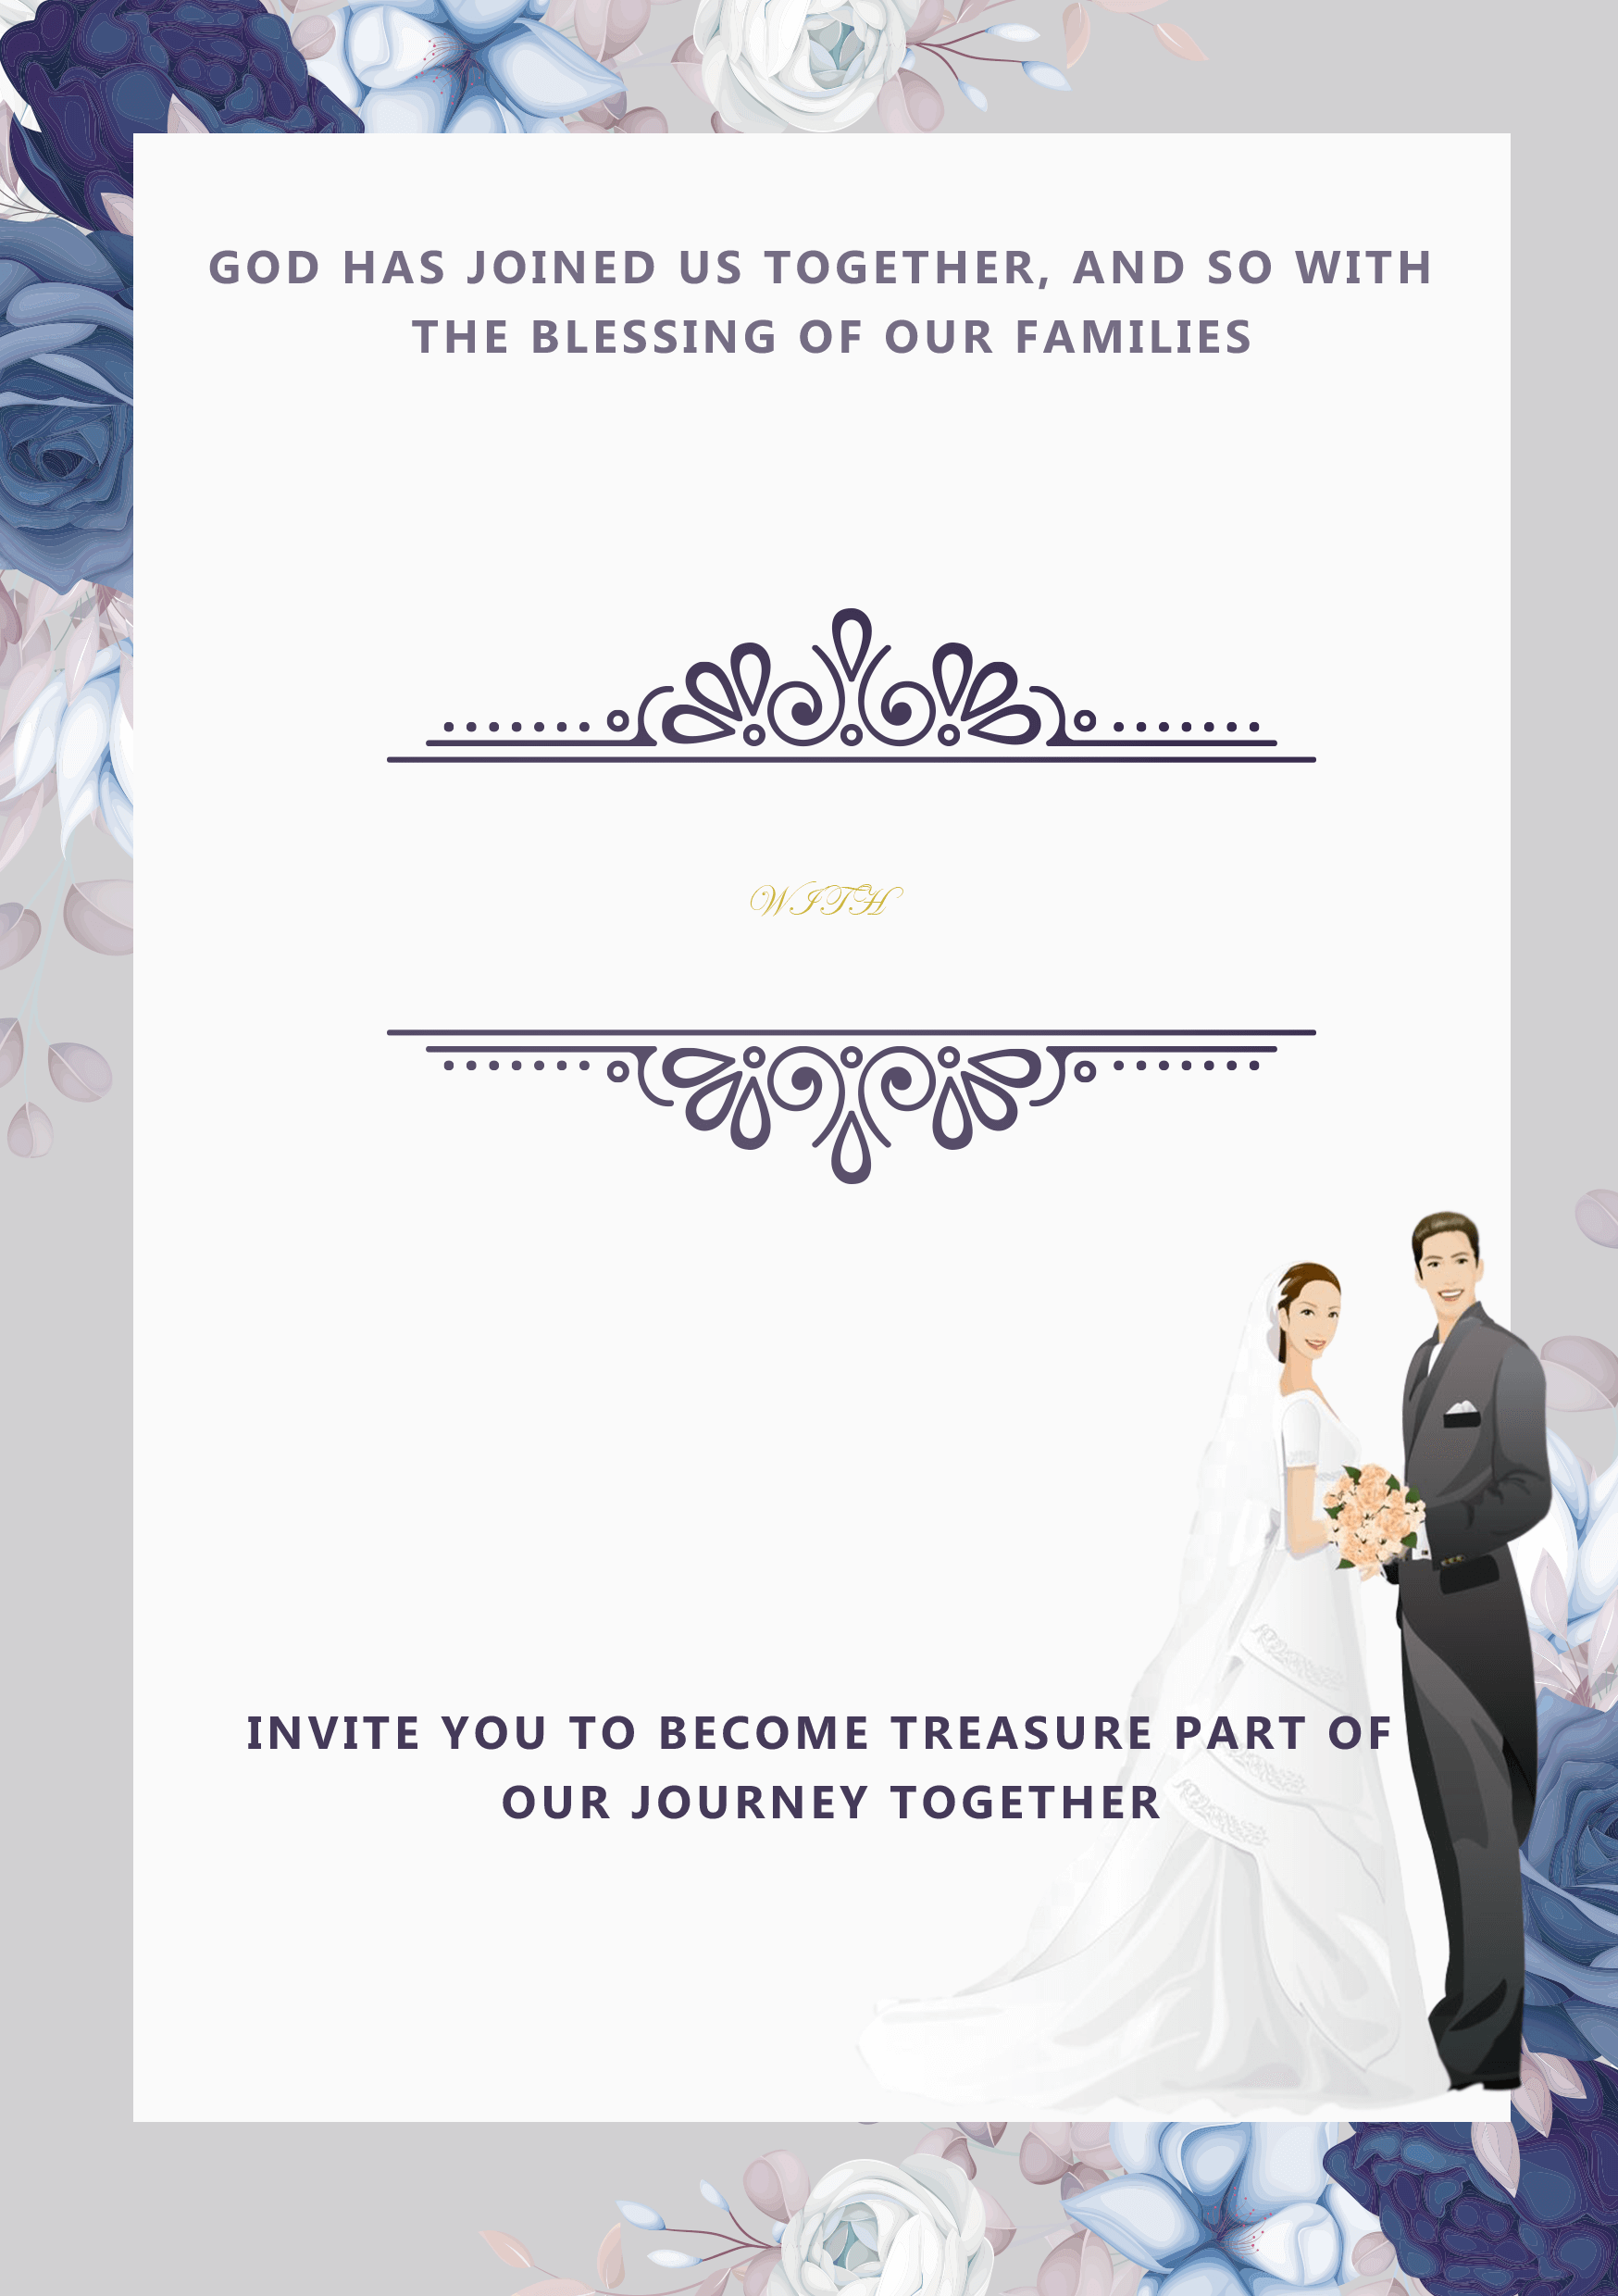 GOD HAS JOINED US TOGETHER, AND SO WITH
THE BLESSING OF OUR FAMILIES
WITH
INVITE YOU TO BECOME TREASURE PART OF
OUR JOURNEY TOGETHER